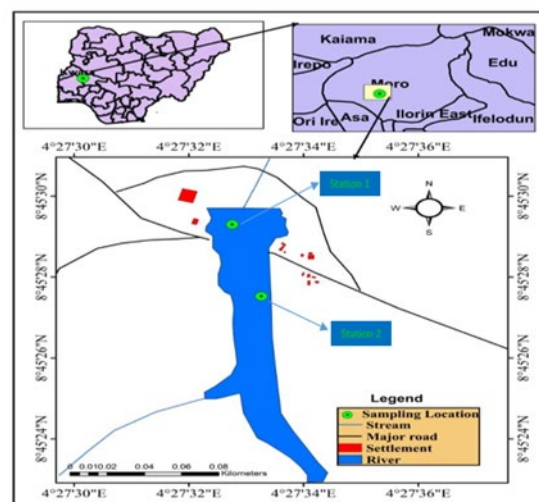 Kaiama
Mokwa
Irepo
Edu
Moro
Ori Ire
Asa
Ilorin East
Ifelodun
4°27'30"E
4°27'32"E
4°27'34"E
4°27'36"E
8°45'30"N
8°45'30"N
Station 1
N
W
E
S
8°45'28"N
8°45'28"N
Station 2
8°45'26"N
8°45'26"N
Legend
Sampling Location
Stream
Major road
Settlement
River
8°45'24"N
8°45'24"N
0 0.01 0.02 0.04 0.06 0.08
Kilometers
4°27'30"E
4°27'32"E
4°27'34"E
4°27'36"E